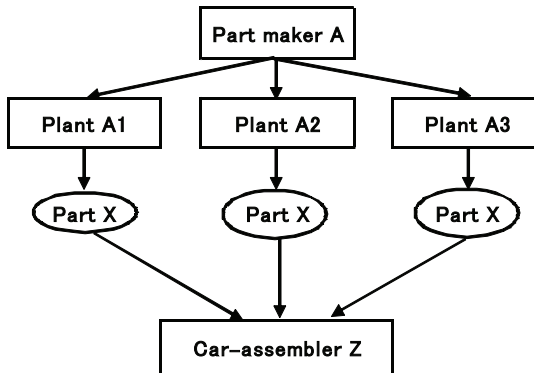 Part maker A
Plant A1
Plant A2
Plant A3
Part X
Part X
Part X
Car-assembler Z